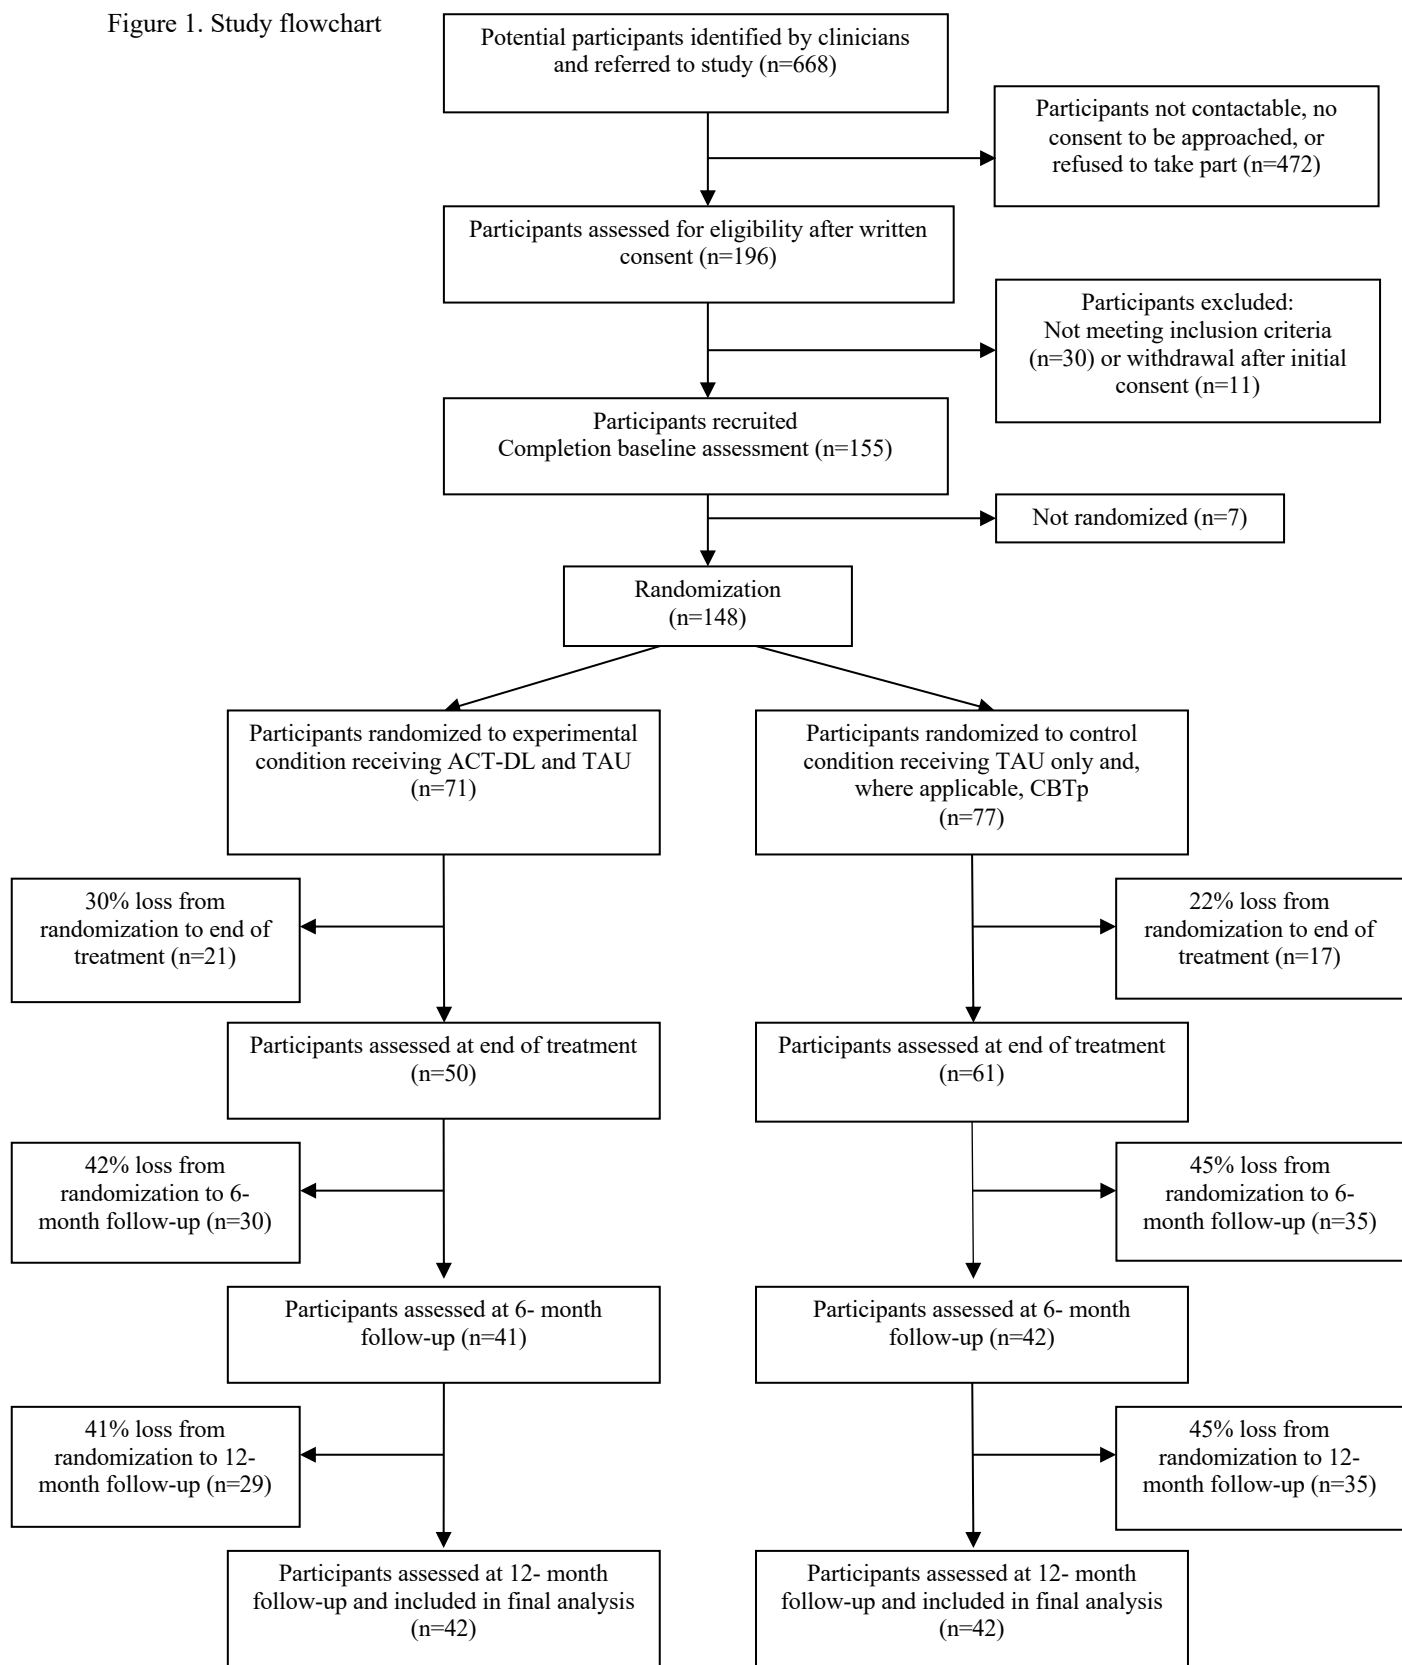 Figure 1. Study flowchart
Potential participants identified by clinicians
and referred to study (n=668)
Participants not contactable, no
consent to be approached, or
refused to take part (n=472)
Participants assessed for eligibility after written
consent (n=196)
Participants excluded:
Not meeting inclusion criteria
(n=30) or withdrawal after initial
consent (n=11)
Participants recruited
Completion baseline assessment (n=155)
Not randomized (n=7)
Randomization
(n=148)
Participants randomized to experimental
condition receiving ACT-DL and TAU
(n=71)
Participants randomized to control
condition receiving TAU only and,
where applicable, CBTp
(n=77)
30% loss from
randomization to end of
treatment (n=21)
22% loss from
randomization to end of
treatment (n=17)
Participants assessed at end of treatment
(n=50)
Participants assessed at end of treatment
(n=61)
42% loss from
randomization to 6-
month follow-up (n=30)
45% loss from
randomization to 6-
month follow-up (n=35)
Participants assessed at 6- month
follow-up (n=41)
Participants assessed at 6- month
follow-up (n=42)
41% loss from
randomization to 12-
month follow-up (n=29)
45% loss from
randomization to 12-
month follow-up (n=35)
Participants assessed at 12- month
follow-up and included in final analysis
(n=42)
Participants assessed at 12- month
follow-up and included in final analysis
(n=42)